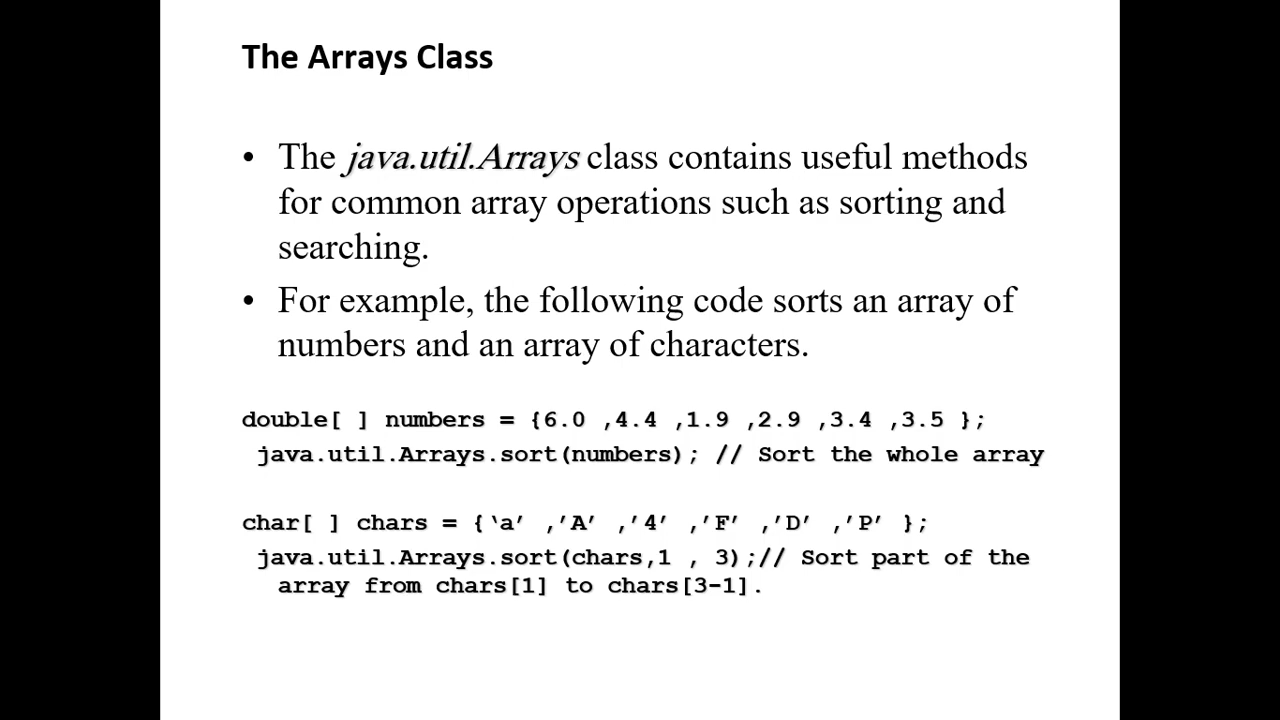 The Arrays Class
• The java.util.Arrays class contains useful methods
for common array operations such as sorting and
searching.
• For example, the following code sorts an array of
numbers and an array of characters.
double[ ] numbers = {6.0 ,4.4 ,1.9 ,2.9 ,3.4 ,3.5 };
java.util.Arrays.sort(numbers); // Sort the whole array
char[ ] chars = {‘a’ ,’A’ ,’4’ ,’F’ ,’D’ ,’P’ };
java.util.Arrays.sort(chars,1 , 3);// Sort part of the
array from chars[1] to chars[3-1].